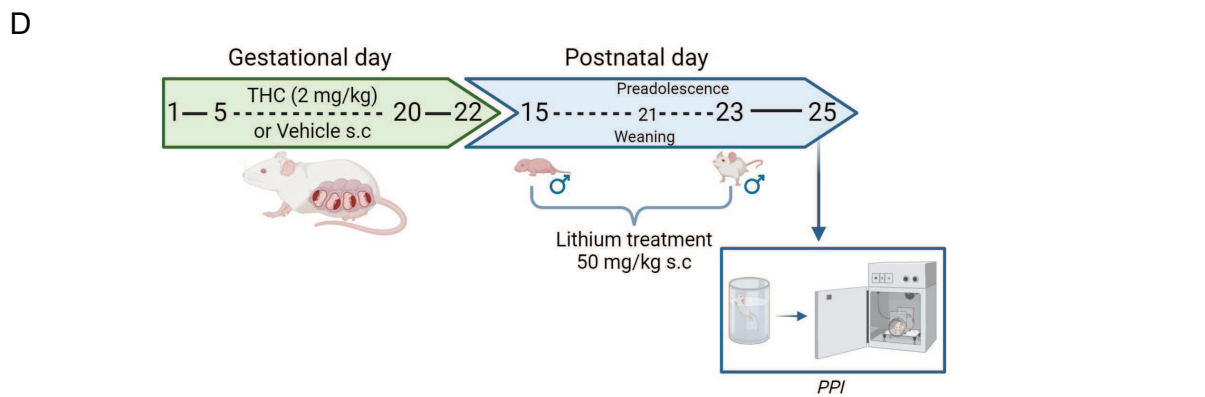 D
Gestational day
Postnatal day
THC (2 mg/kg)
1 5 20 22
or Vehicle s.c
Preadolescence
15 21 23 25
Weaning
♂ ♂
Lithium treatment
50 mg/kg s.c
PPI